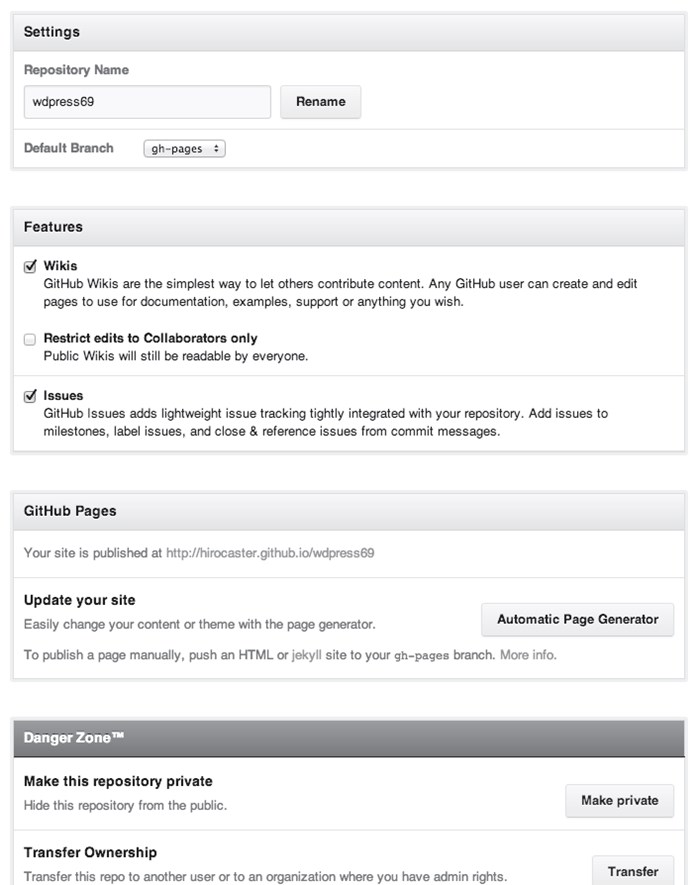 Settings
Repository Name
wdpress69
Rename
Default Branch
gh-pages
Features
Wikis
GitHub Wikis are the simplest way to let others contribute content. Any GitHub user can create and edit
pages to use for documentation, examples, support or anything you wish.
Restrict edits to Collaborators only
Public Wikis will still be readable by everyone.
Issues
GitHub Issues adds lightweight issue tracking tightly integrated with your repository. Add issues to
milestones, label issues, and close & reference issues from commit messages.
GitHub Pages
Your site is published at http://hirocaster.github.io/wdpress69
Update your site
Easily change your content or theme with the page generator.
Automatic Page Generator
To publish a page manually, push an HTML or jekyll site to your gh-pages branch. More info.
Danger Zone™
Make this repository private
Hide this repository from the public.
Make private
Transfer Ownership
Transfer this repo to another user or to an organization where you have admin rights.
Transfer